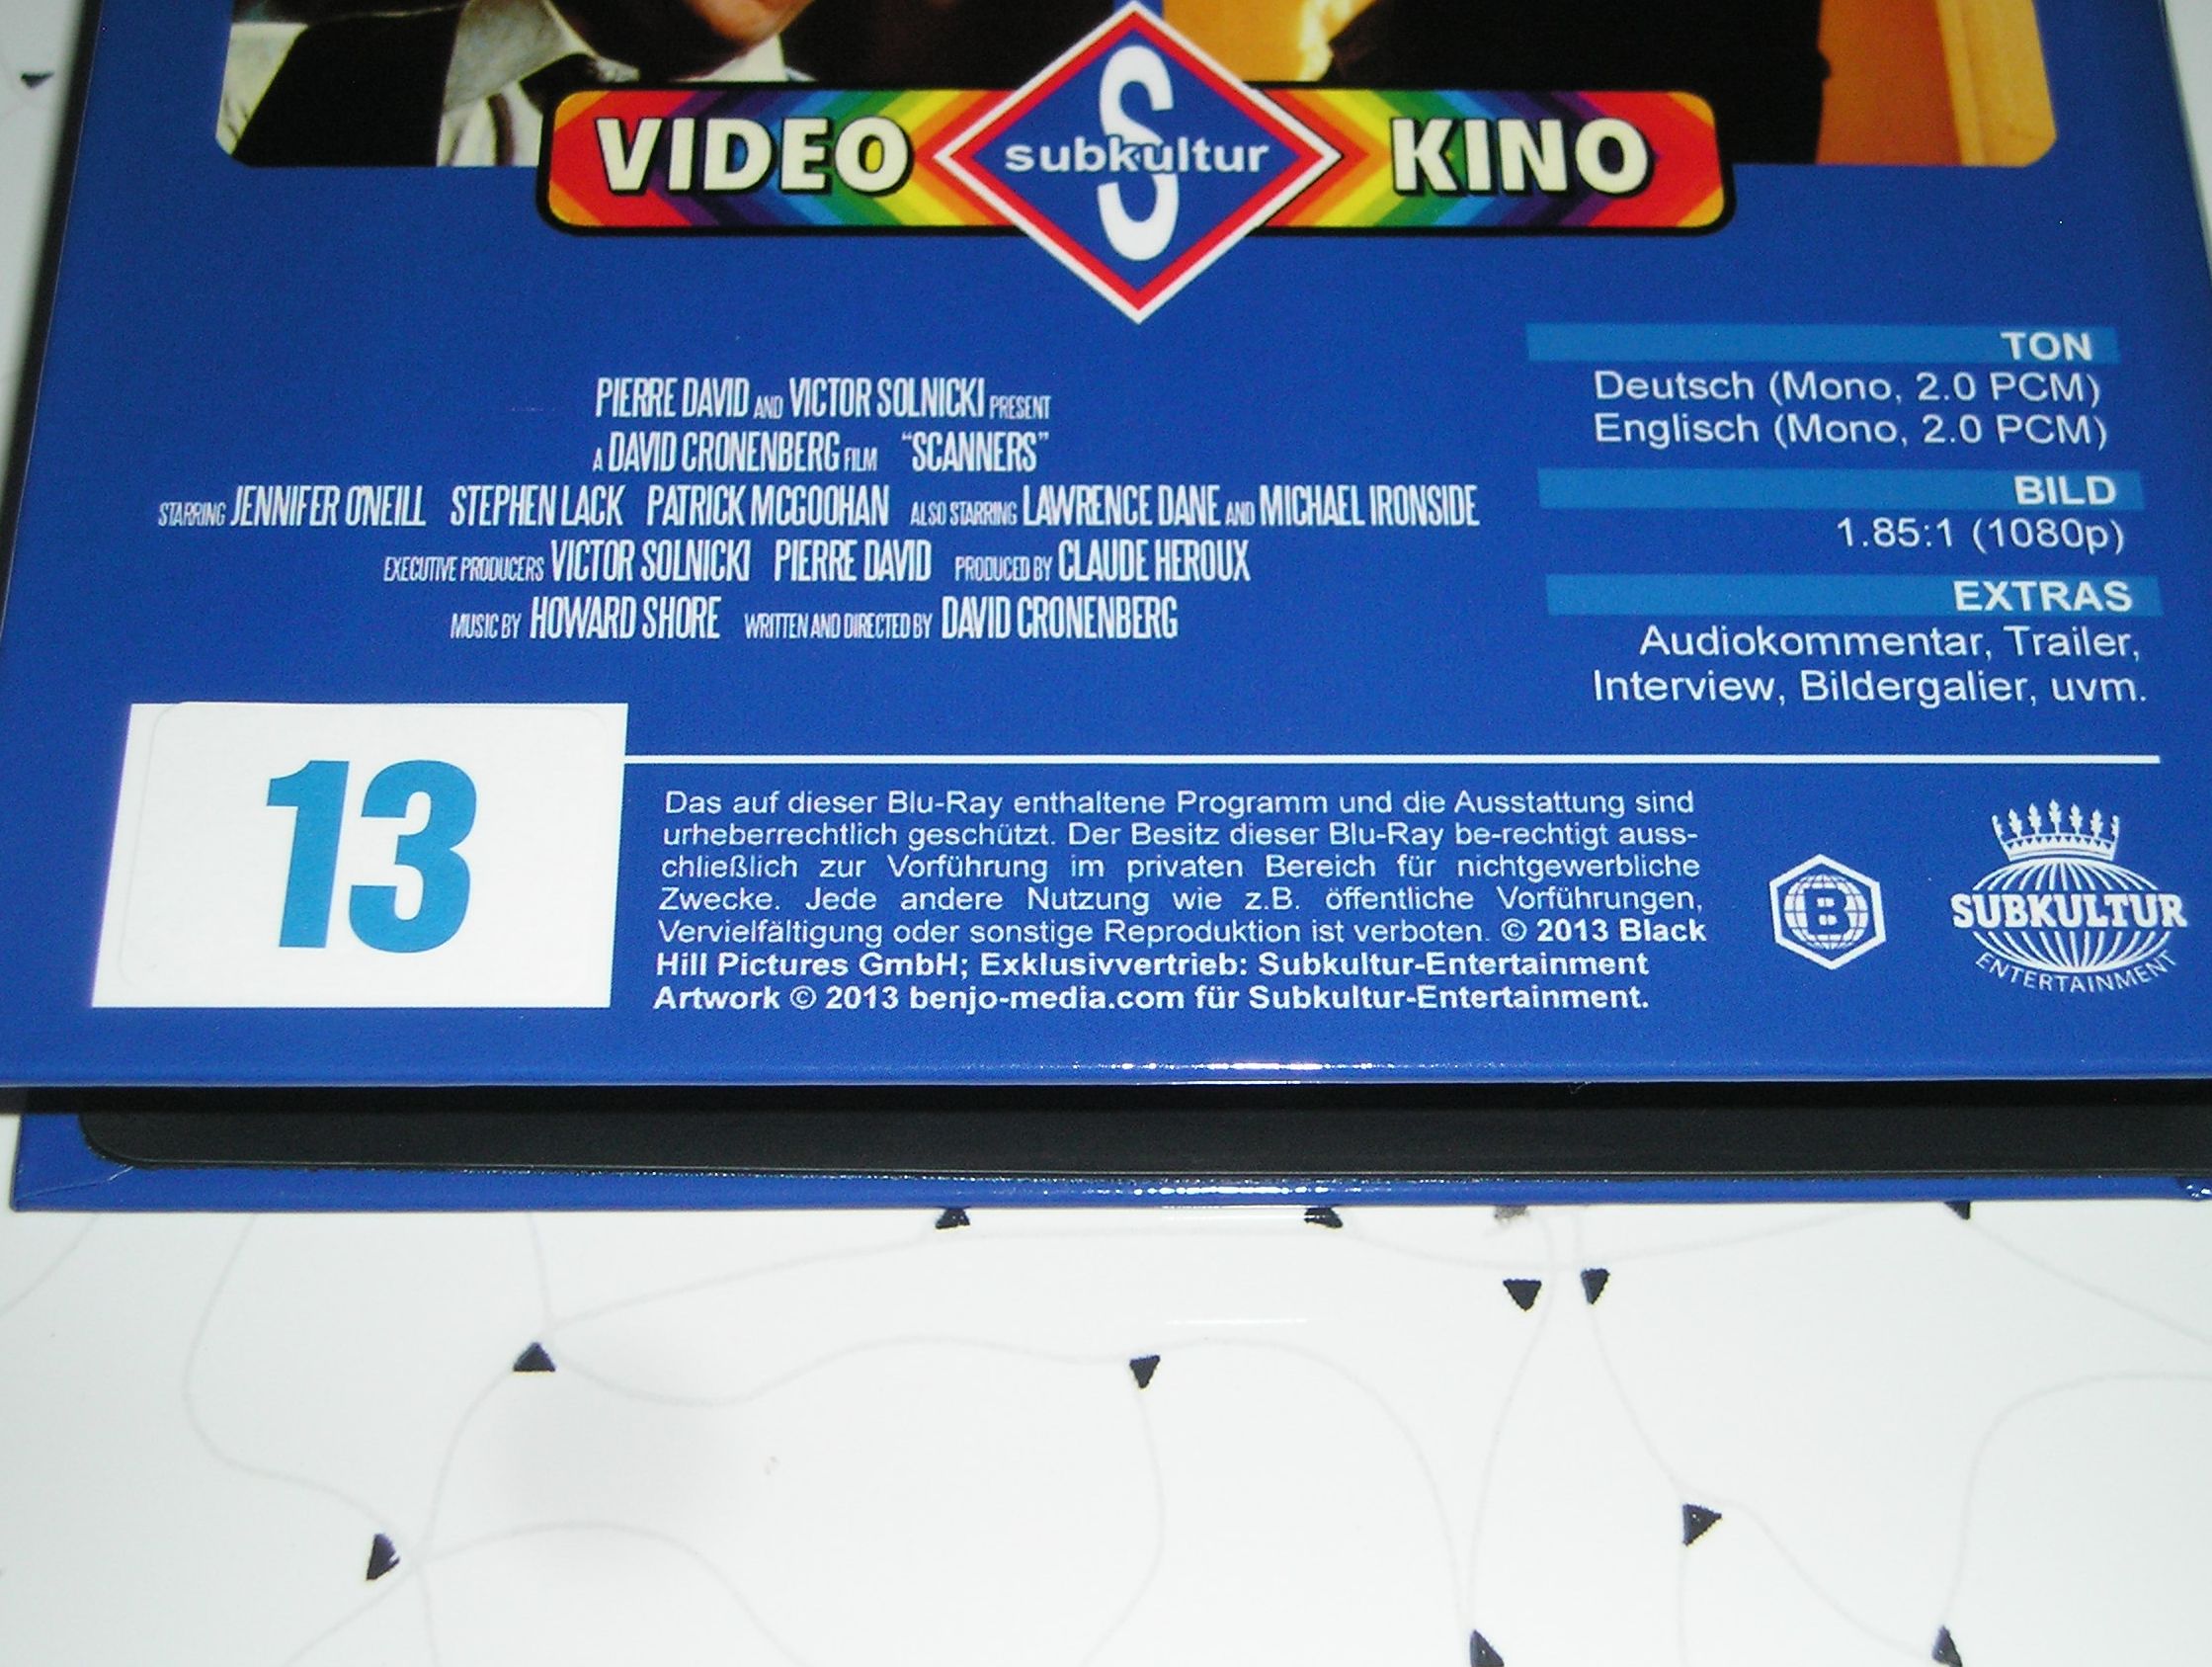 VIDEO S subkultur KINO
PIERRE DAVID AND VICTOR SOLNICKI PRESENT
A DAVID CRONENBERG FILM "SCANNERS"
STARRING JENNIFER O'NEILL STEPHEN LACK PATRICK MCGOOHAN ALSO STARRING LAWRENCE DANE AND MICHAEL IRONSIDE
EXECUTIVE PRODUCERS VICTOR SOLNICKI PIERRE DAVID PRODUCED BY CLAUDE HEROUX
MUSIC BY HOWARD SHORE WRITTEN AND DIRECTED BY DAVID CRONENBERG
TON
Deutsch (Mono, 2.0 PCM)
Englisch (Mono, 2.0 PCM)
BILD
1.85:1 (1080p)
EXTRAS
Audiokommentar, Trailer,
Interview, Bildergalier, uvm.
13
Das auf dieser Blu-Ray enthaltene Programm und die Ausstattung sind
urheberrechtlich geschützt. Der Besitz dieser Blu-Ray be-rechtigt auss-
chließlich zur Vorführung im privaten Bereich für nichtgewerbliche
Zwecke. Jede andere Nutzung wie z.B. öffentliche Vorführungen,
Vervielfältigung oder sonstige Reproduktion ist verboten. © 2013 Black
Hill Pictures GmbH; Exklusivvertrieb: Subkultur-Entertainment
Artwork © 2013 benjo-media.com für Subkultur-Entertainment.
B
SUBKULTUR
ENTERTAINMENT